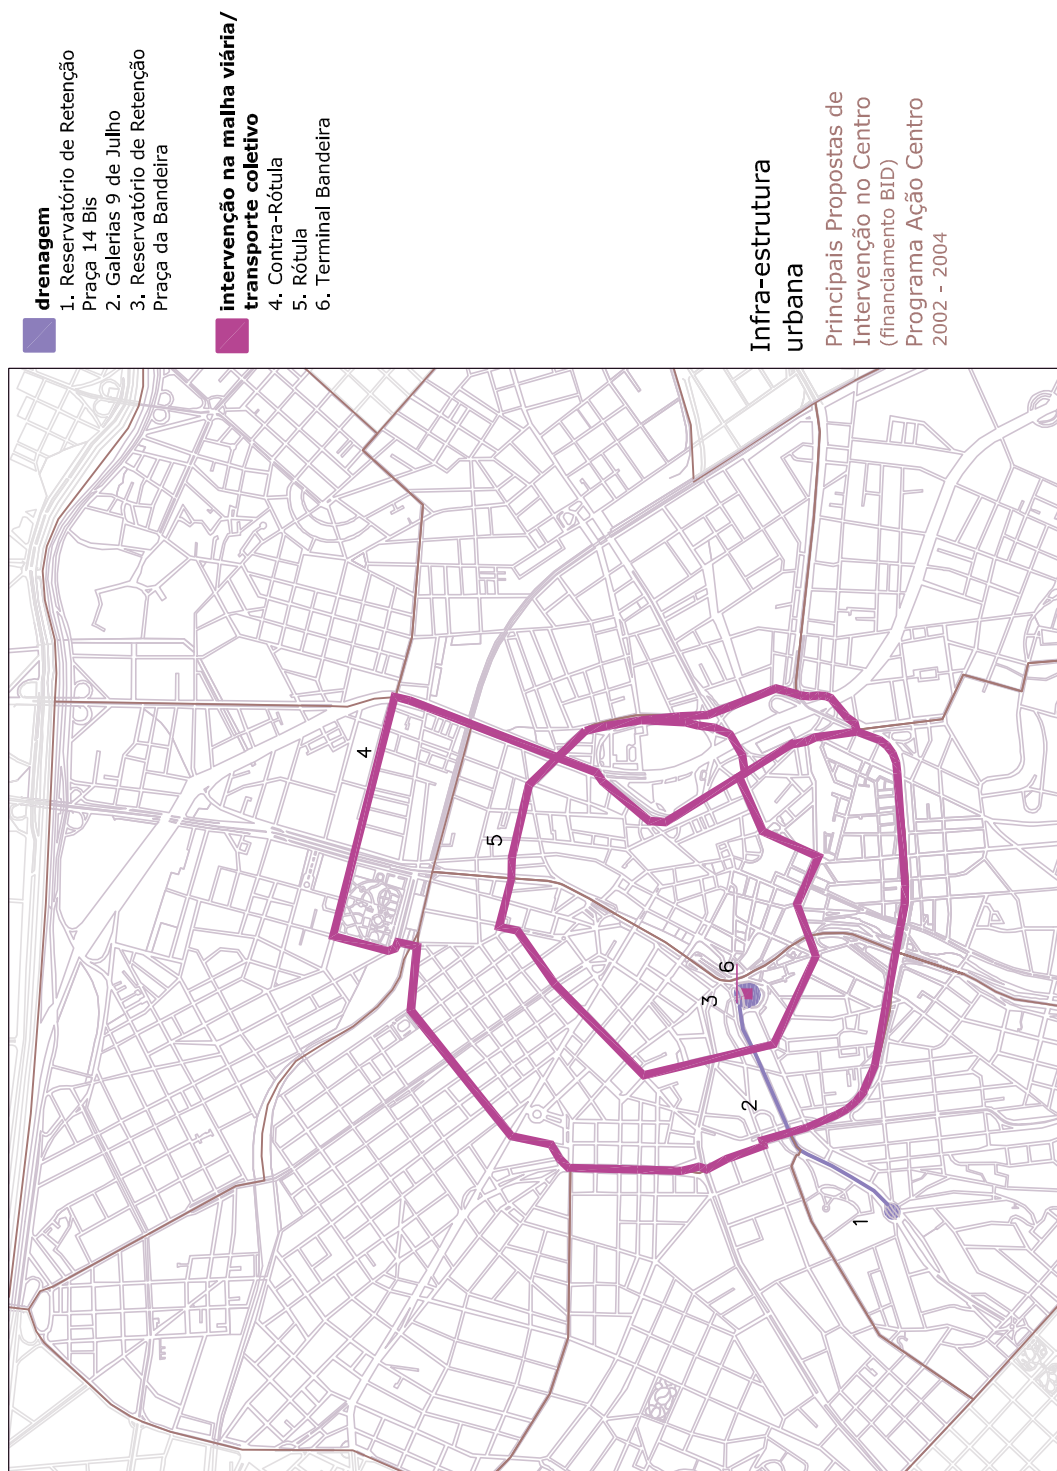 drenagem
1. Reservatório de Retenção
Praça 14 Bis
2. Galerias 9 de Julho
3. Reservatório de Retenção
Praça da Bandeira
intervenção na malha viária/
transporte coletivo
4. Contra-Rótula
5. Rótula
6. Terminal Bandeira
Infra-estrutura
urbana
Principais Propostas de
Intervenção no Centro
(financiamento BID)
Programa Ação Centro
2002 - 2004
4
5
6
3
2
1